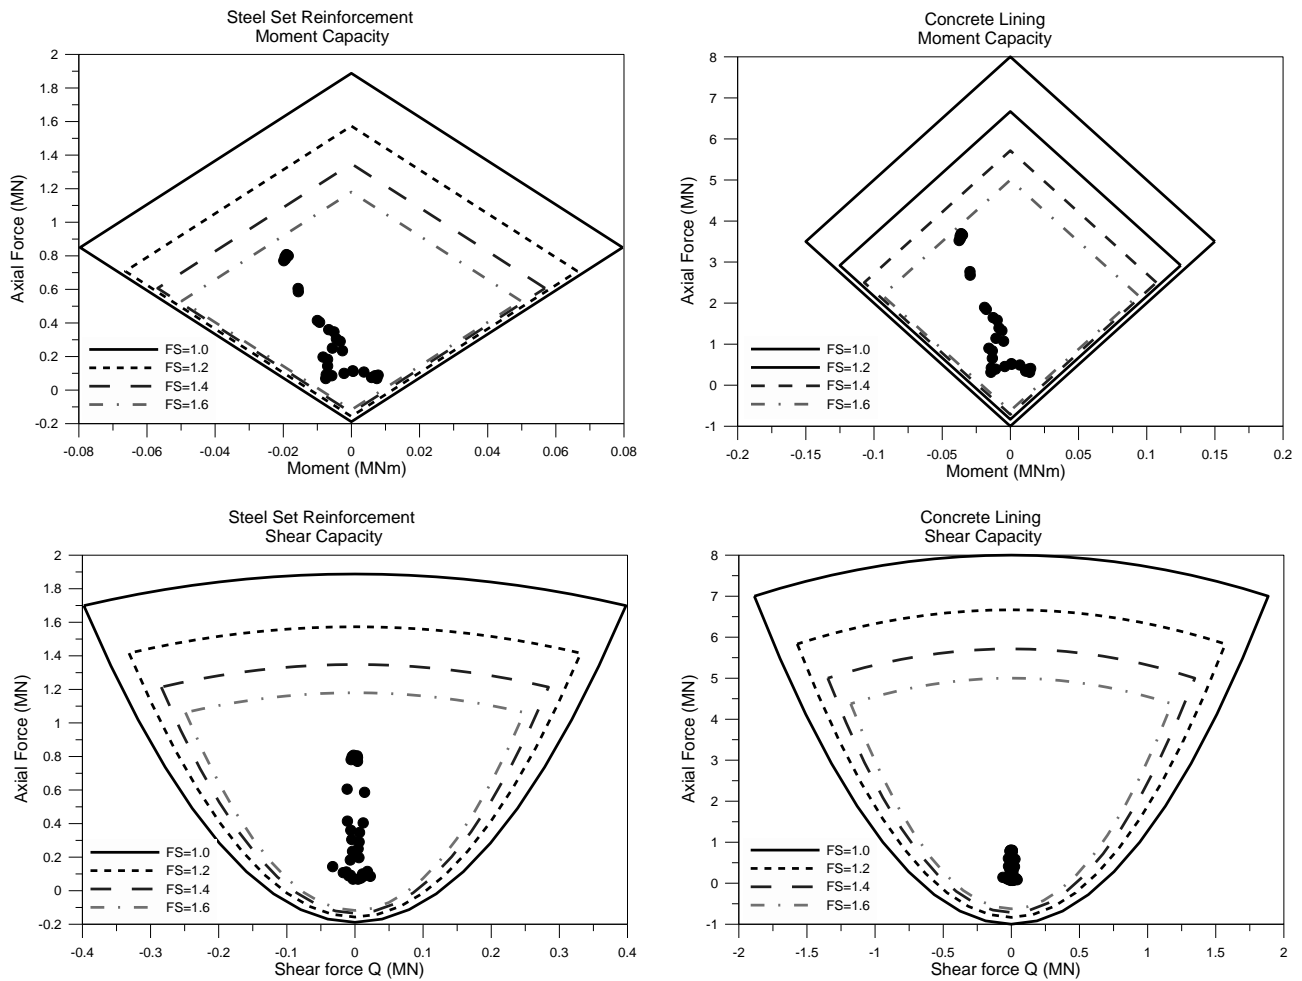 Steel Set Reinforcement
Moment Capacity
2
1.8
1.6
1.4
1.2
1
0.8
0.6
0.4
0.2
0
-0.2
Axial Force (MN)
FS=1.0
FS=1.2
FS=1.4
FS=1.6
-0.08 -0.06 -0.04 -0.02 0 0.02 0.04 0.06 0.08
Moment (MNm)
Concrete Lining
Moment Capacity
8
7
6
5
4
3
2
1
0
-1
Axial Force (MN)
FS=1.0
FS=1.2
FS=1.4
FS=1.6
-0.2 -0.15 -0.1 -0.05 0 0.05 0.1 0.15 0.2
Moment (MNm)
Steel Set Reinforcement
Shear Capacity
2
1.8
1.6
1.4
1.2
1
0.8
0.6
0.4
0.2
0
-0.2
Axial Force (MN)
FS=1.0
FS=1.2
FS=1.4
FS=1.6
-0.4 -0.3 -0.2 -0.1 0 0.1 0.2 0.3 0.4
Shear force Q (MN)
Concrete Lining
Shear Capacity
8
7
6
5
4
3
2
1
0
-1
Axial Force (MN)
FS=1.0
FS=1.2
FS=1.4
FS=1.6
-2 -1.5 -1 -0.5 0 0.5 1 1.5 2
Shear force Q (MN)